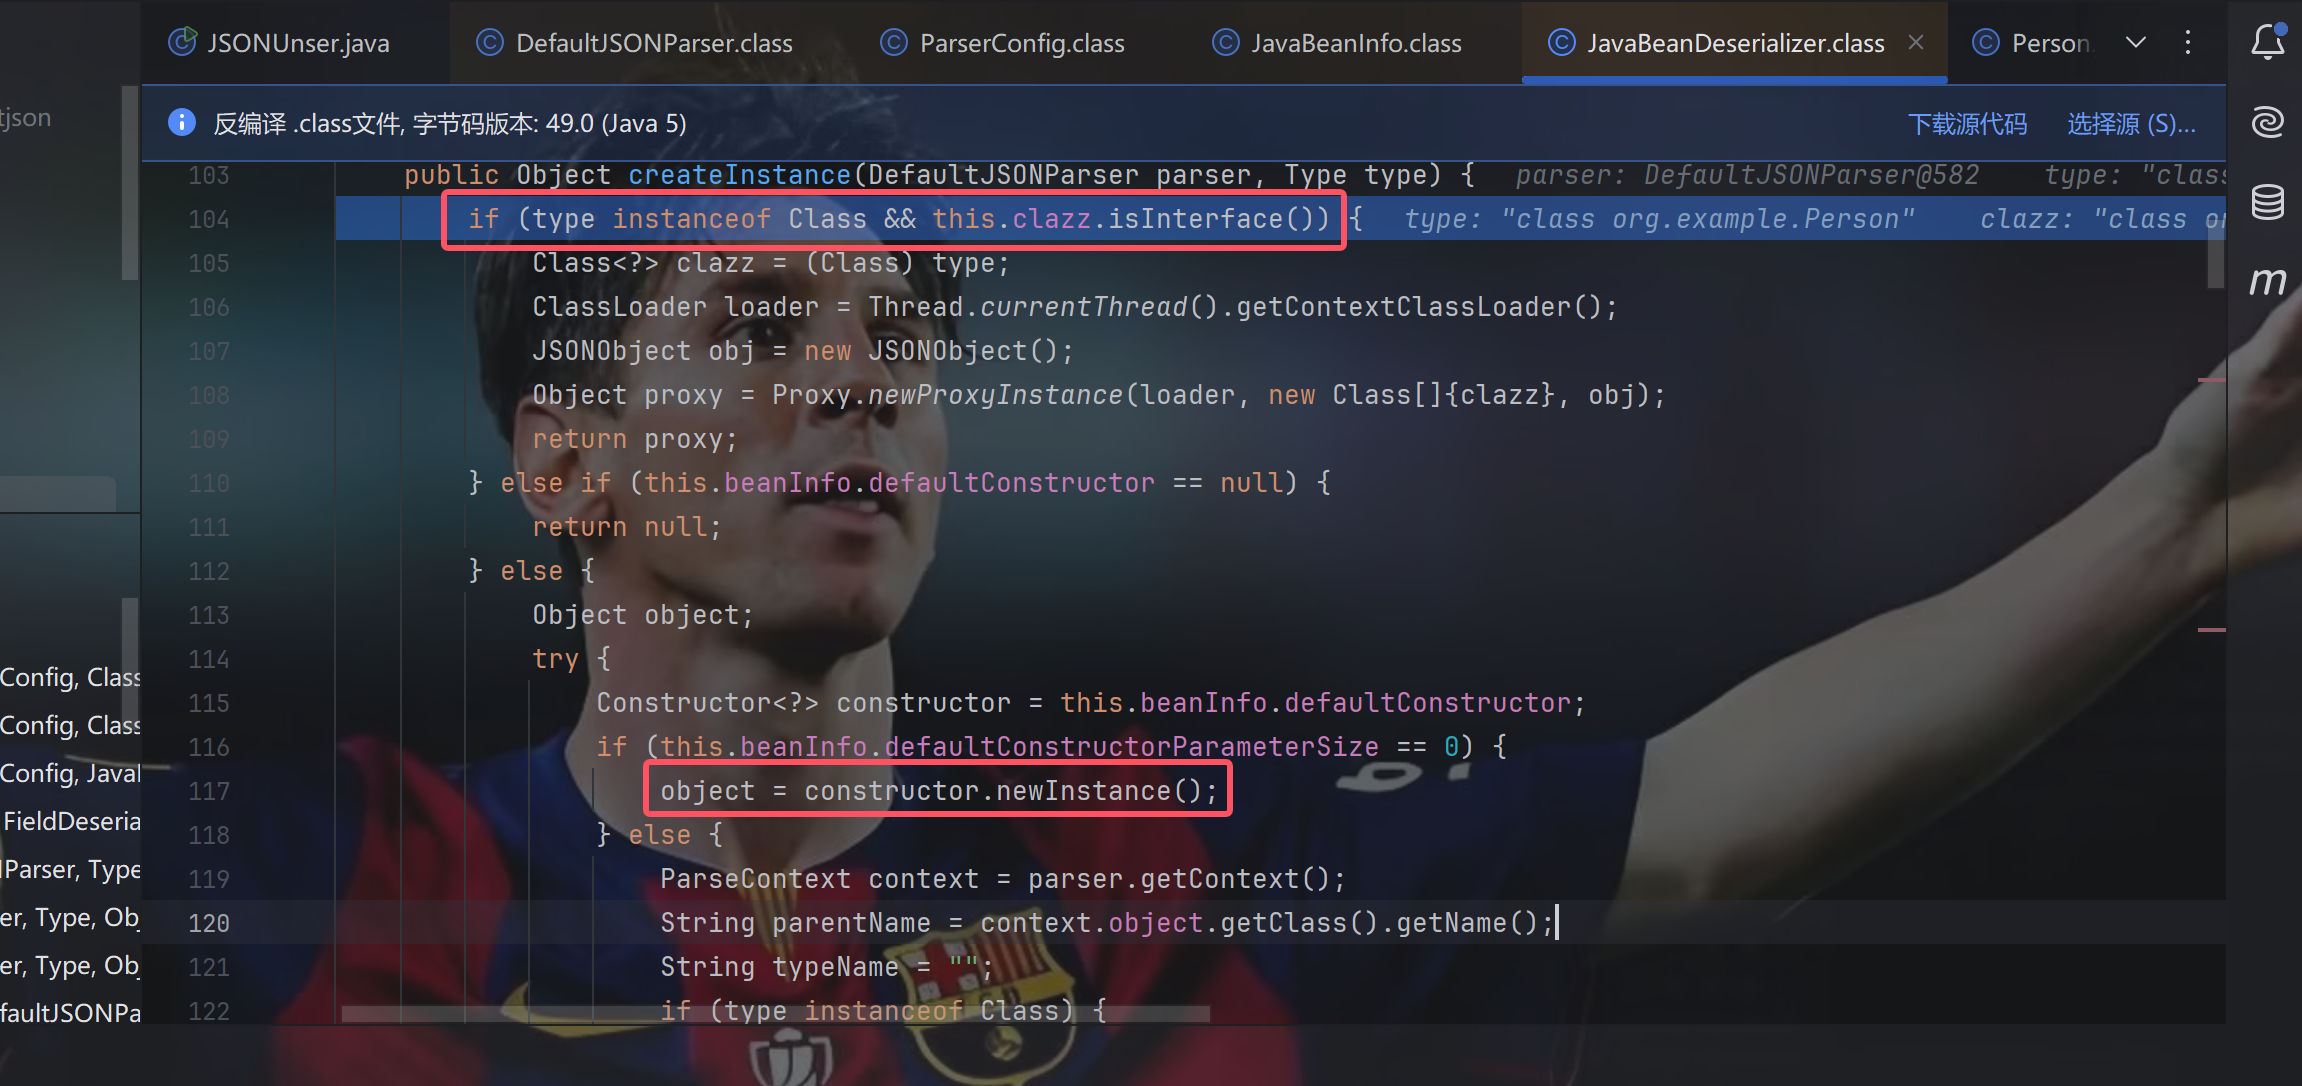 JSONUnser.java DefaultJSONParser.class ParserConfig.class JavaBeanInfo.class JavaBeanDeserializer.class Person.
tjson
反编译 .class文件, 字节码版本: 49.0 (Java 5) 下载源代码 选择源 (S)...
103 public Object createInstance(DefaultJSONParser parser, Type type) { parser: DefaultJSONParser@582 type: "class
104 if (type instanceof Class && this.clazz.isInterface()) { type: "class org.example.Person" clazz: "class or
105 Class<?> clazz = (Class) type;
106 ClassLoader loader = Thread.currentThread().getContextClassLoader();
107 JSONObject obj = new JSONObject();
108 Object proxy = Proxy.newProxyInstance(loader, new Class[]{clazz}, obj);
109 return proxy;
110 } else if (this.beanInfo.defaultConstructor == null) {
111 return null;
112 } else {
113 Object object;
114 try {
115 Constructor<?> constructor = this.beanInfo.defaultConstructor;
116 if (this.beanInfo.defaultConstructorParameterSize == 0) {
117 object = constructor.newInstance();
118 } else {
119 ParseContext context = parser.getContext();
120 String parentName = context.object.getClass().getName();
121 String typeName = "";
122 if (type instanceof Class) {
Config, Class
Config, Class
Config, Java
FieldDeseria
Parser, Type
er, Type, Ob
er, Type, Ob
faultJSONPa
m